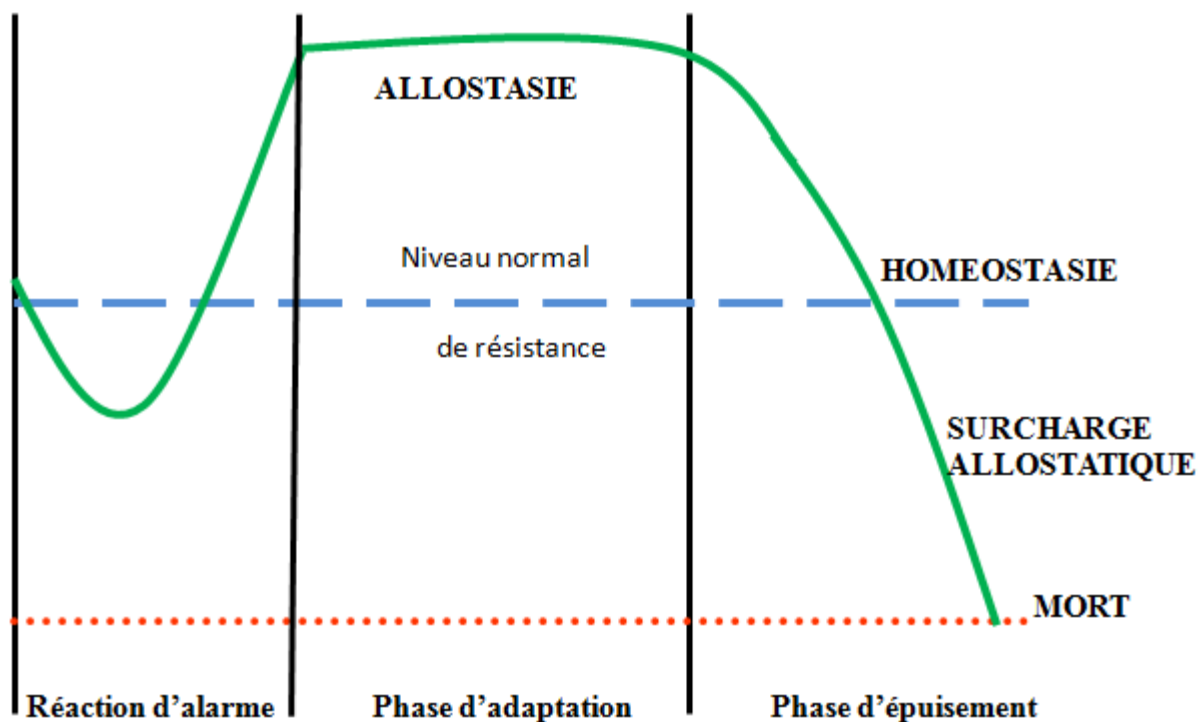 ALLOSTASIE
Niveau normal
HOMEOSTASIE
de résistance
SURCHARGE
ALLOSTATIQUE
MORT
Réaction d’alarme
Phase d’adaptation
Phase d’épuisement